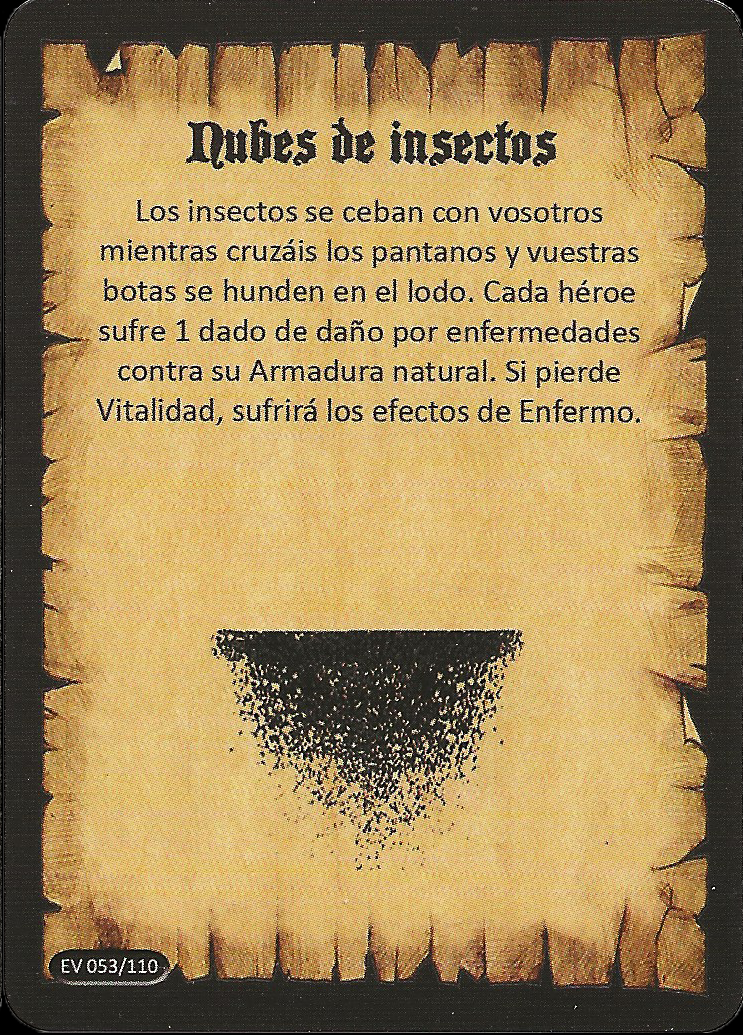 Nubes de insectos
Los insectos se ceban con vosotros
mientras cruzáis los pantanos y vuestras
botas se hunden en el lodo. Cada héroe
sufre 1 dado de daño por enfermedades
contra su Armadura natural. Si pierde
Vitalidad, sufrirá los efectos de Enfermo.
EV 053/110